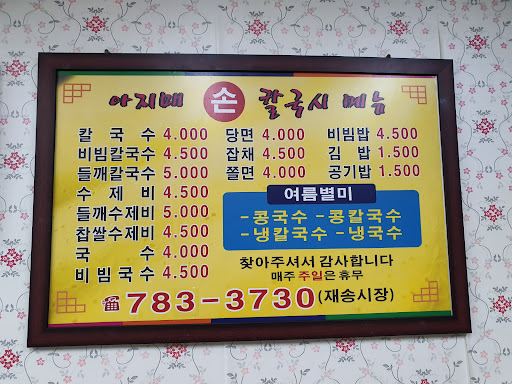 아지매 손 칼국시 메뉴
칼국수 4.000 당면 4.000 비빔밥 4.500
비빔칼국수 4.500 잡채 4.500 김밥 1.500
들깨칼국수 5.000 쫄면 4.000 공기밥 1.500
수제비 4.500
들깨수제비 5.000
찹쌀수제비 4.500
국수 4.000
비빔국수 4.500
여름별미
-콩국수 -콩칼국수
-냉칼국수 -냉국수
찾아주셔서 감사합니다
매주 주일은 휴무
☎783-3730(재송시장)